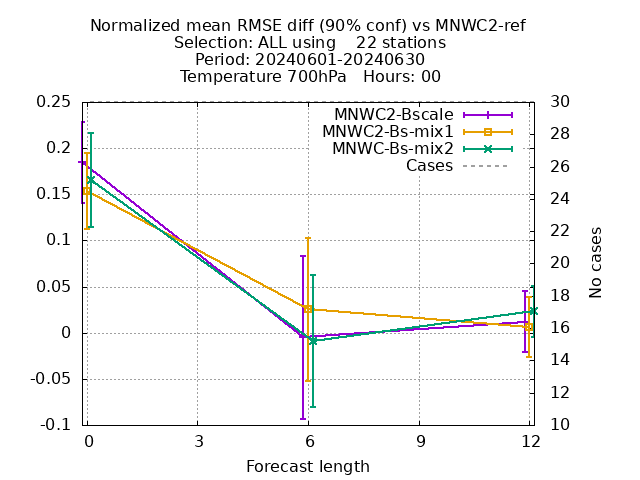 Normalized mean RMSE diff (90% conf) vs MNWC2-ref
Selection: ALL using    22 stations
Period: 20240601-20240630
Temperature 700hPa   Hours: 00
MNWC2-Bscale
MNWC2-Bs-mix1
MNWC-Bs-mix2
Cases
0.25
0.2
0.15
0.1
0.05
0
-0.05
-0.1
30
28
26
24
22
20
18
16
14
12
10
No cases
0 3 6 9 12
Forecast length